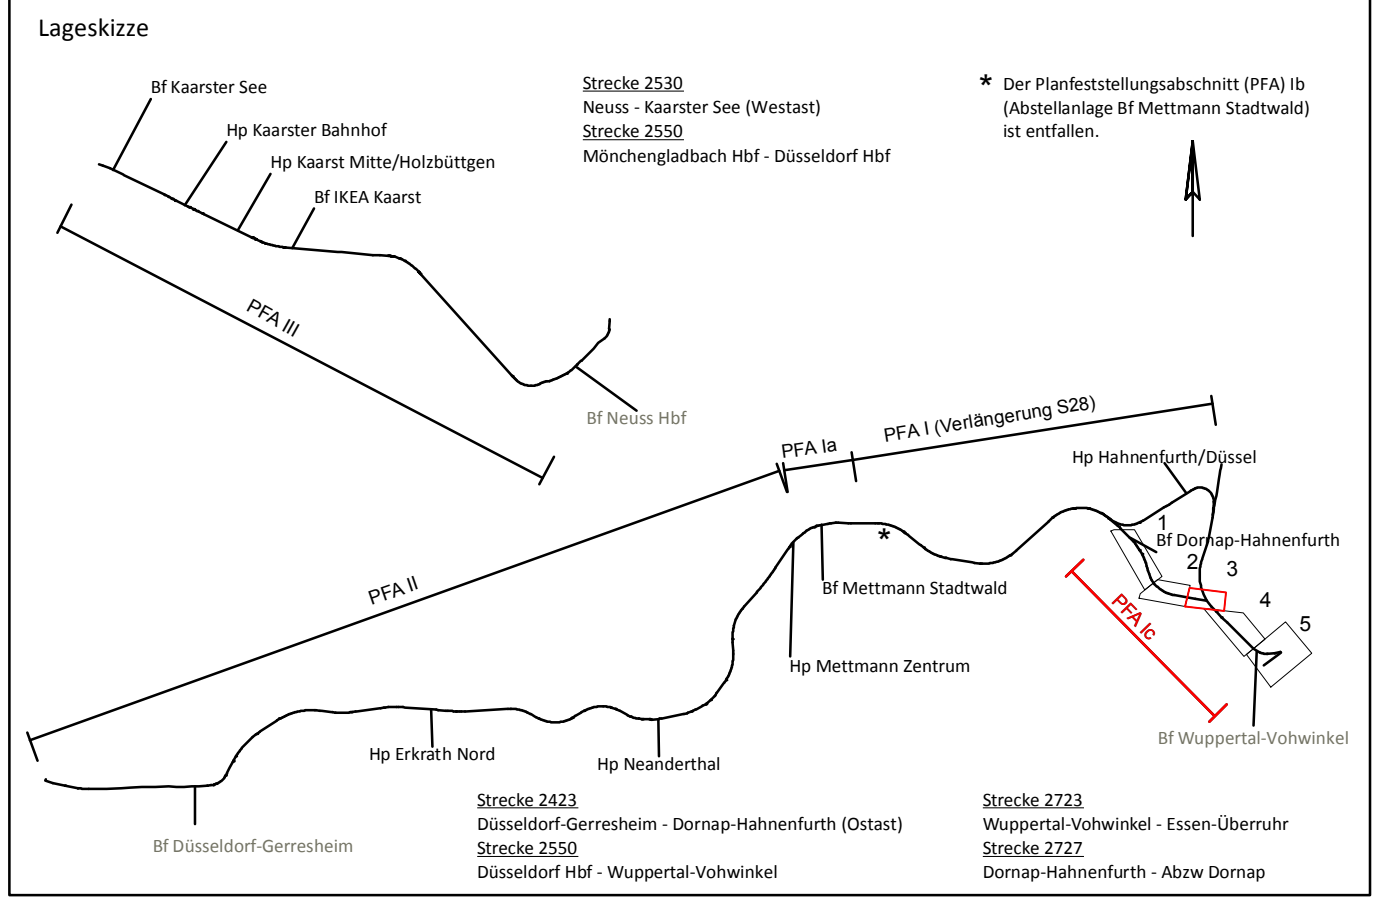 Lageskizze
Bf Kaarster See
Hp Kaarster Bahnhof
Hp Kaarst Mitte/Holzbüttgen
Bf IKEA Kaarst
Strecke 2530
Neuss - Kaarster See (Westast)
Strecke 2550
Mönchengladbach Hbf - Düsseldorf Hbf
* Der Planfeststellungsabschnitt (PFA) Ib
(Abstellanlage Bf Mettmann Stadtwald)
ist entfallen.
PFA III
Bf Neuss Hbf
PFA Ia
PFA I (Verlängerung S28)
Hp Hahnenfurth/Düssel
1
Bf Dornap-Hahnenfurth
*
2
3
4
5
PFA Ic
PFA II
Bf Mettmann Stadtwald
Hp Mettmann Zentrum
Bf Wuppertal-Vohwinkel
Hp Erkrath Nord
Hp Neanderthal
Bf Düsseldorf-Gerresheim
Strecke 2423
Düsseldorf-Gerresheim - Dornap-Hahnenfurth (Ostast)
Strecke 2550
Düsseldorf Hbf - Wuppertal-Vohwinkel
Strecke 2723
Wuppertal-Vohwinkel - Essen-Überruhr
Strecke 2727
Dornap-Hahnenfurth - Abzw Dornap